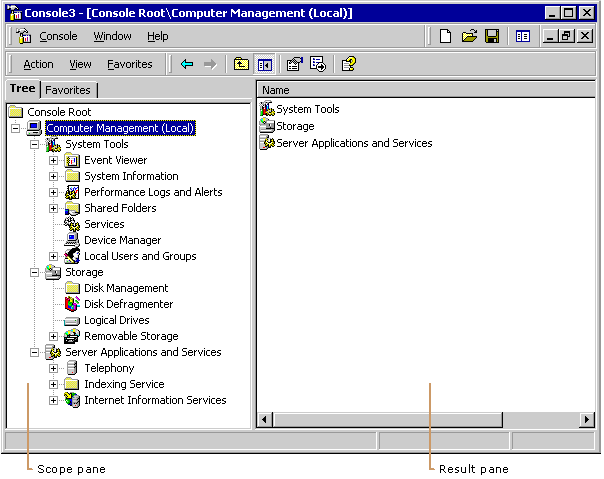 Console3 - [Console Root\Computer Management (Local)]
Console Window Help
Action View Favorites
Tree Favorites
Name
Console Root
Computer Management (Local)
System Tools
Event Viewer
System Information
Performance Logs and Alerts
Shared Folders
Services
Device Manager
Local Users and Groups
Storage
Disk Management
Disk Defragmenter
Logical Drives
Removable Storage
Server Applications and Services
Telephony
Indexing Service
Internet Information Services
System Tools
Storage
Server Applications and Services
Scope pane
Result pane